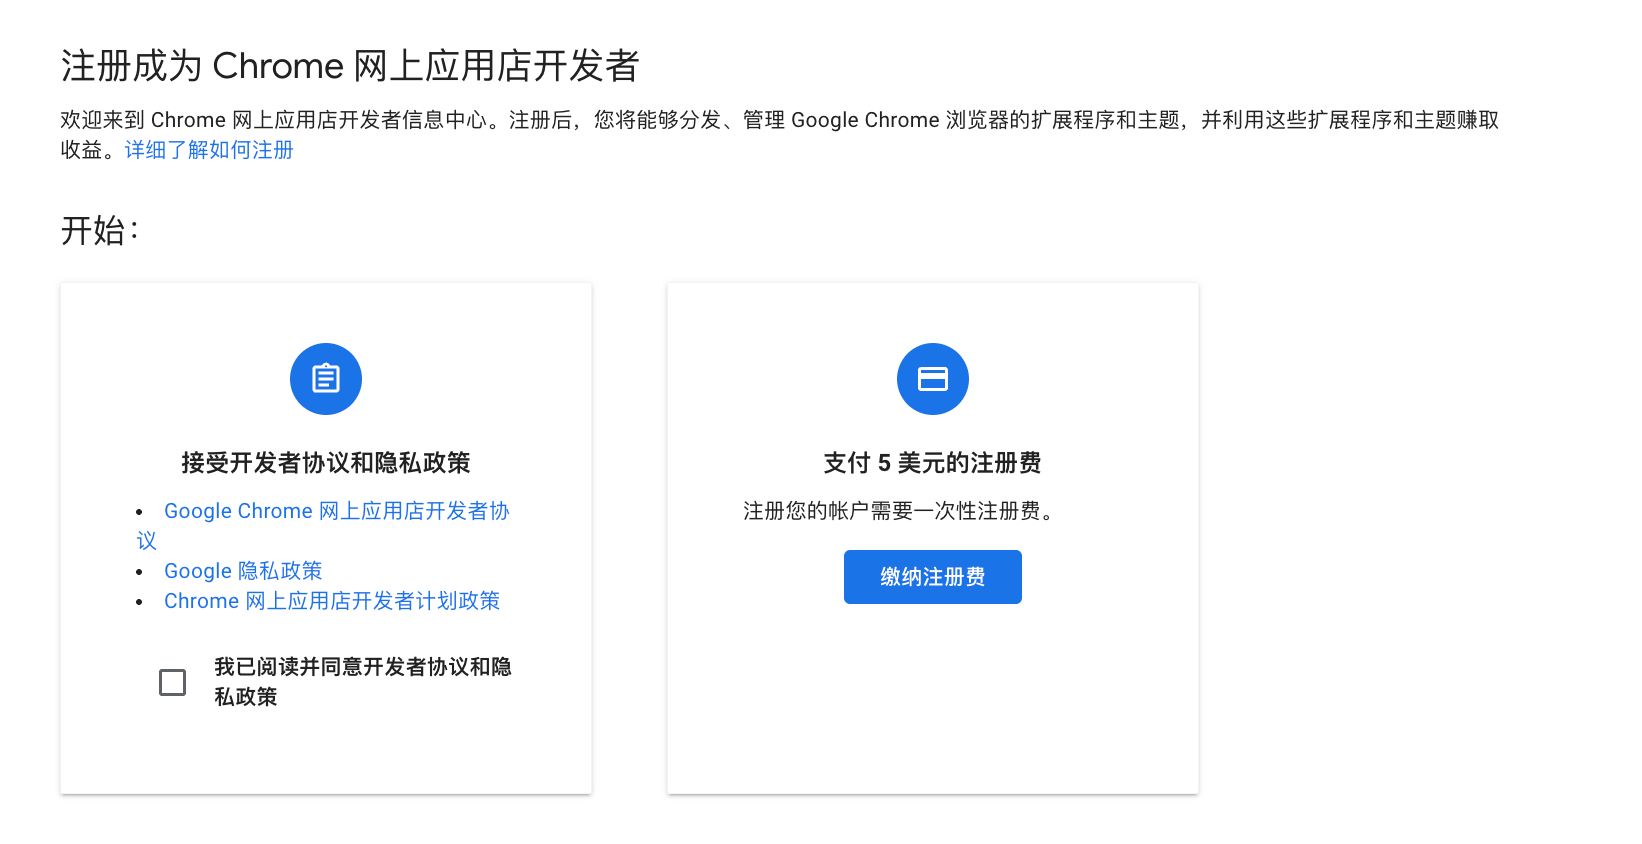 注册成为 Chrome 网上应用店开发者
欢迎来到 Chrome 网上应用店开发者信息中心。注册后，您将能够分发、管理 Google Chrome 浏览器的扩展程序和主题，并利用这些扩展程序和主题赚取
收益。详细了解如何注册
开始：
接受开发者协议和隐私政策
• Google Chrome 网上应用店开发者协
议
• Google 隐私政策
• Chrome 网上应用店开发者计划政策
我已阅读并同意开发者协议和隐
私政策
支付 5 美元的注册费
注册您的帐户需要一次性注册费。
缴纳注册费